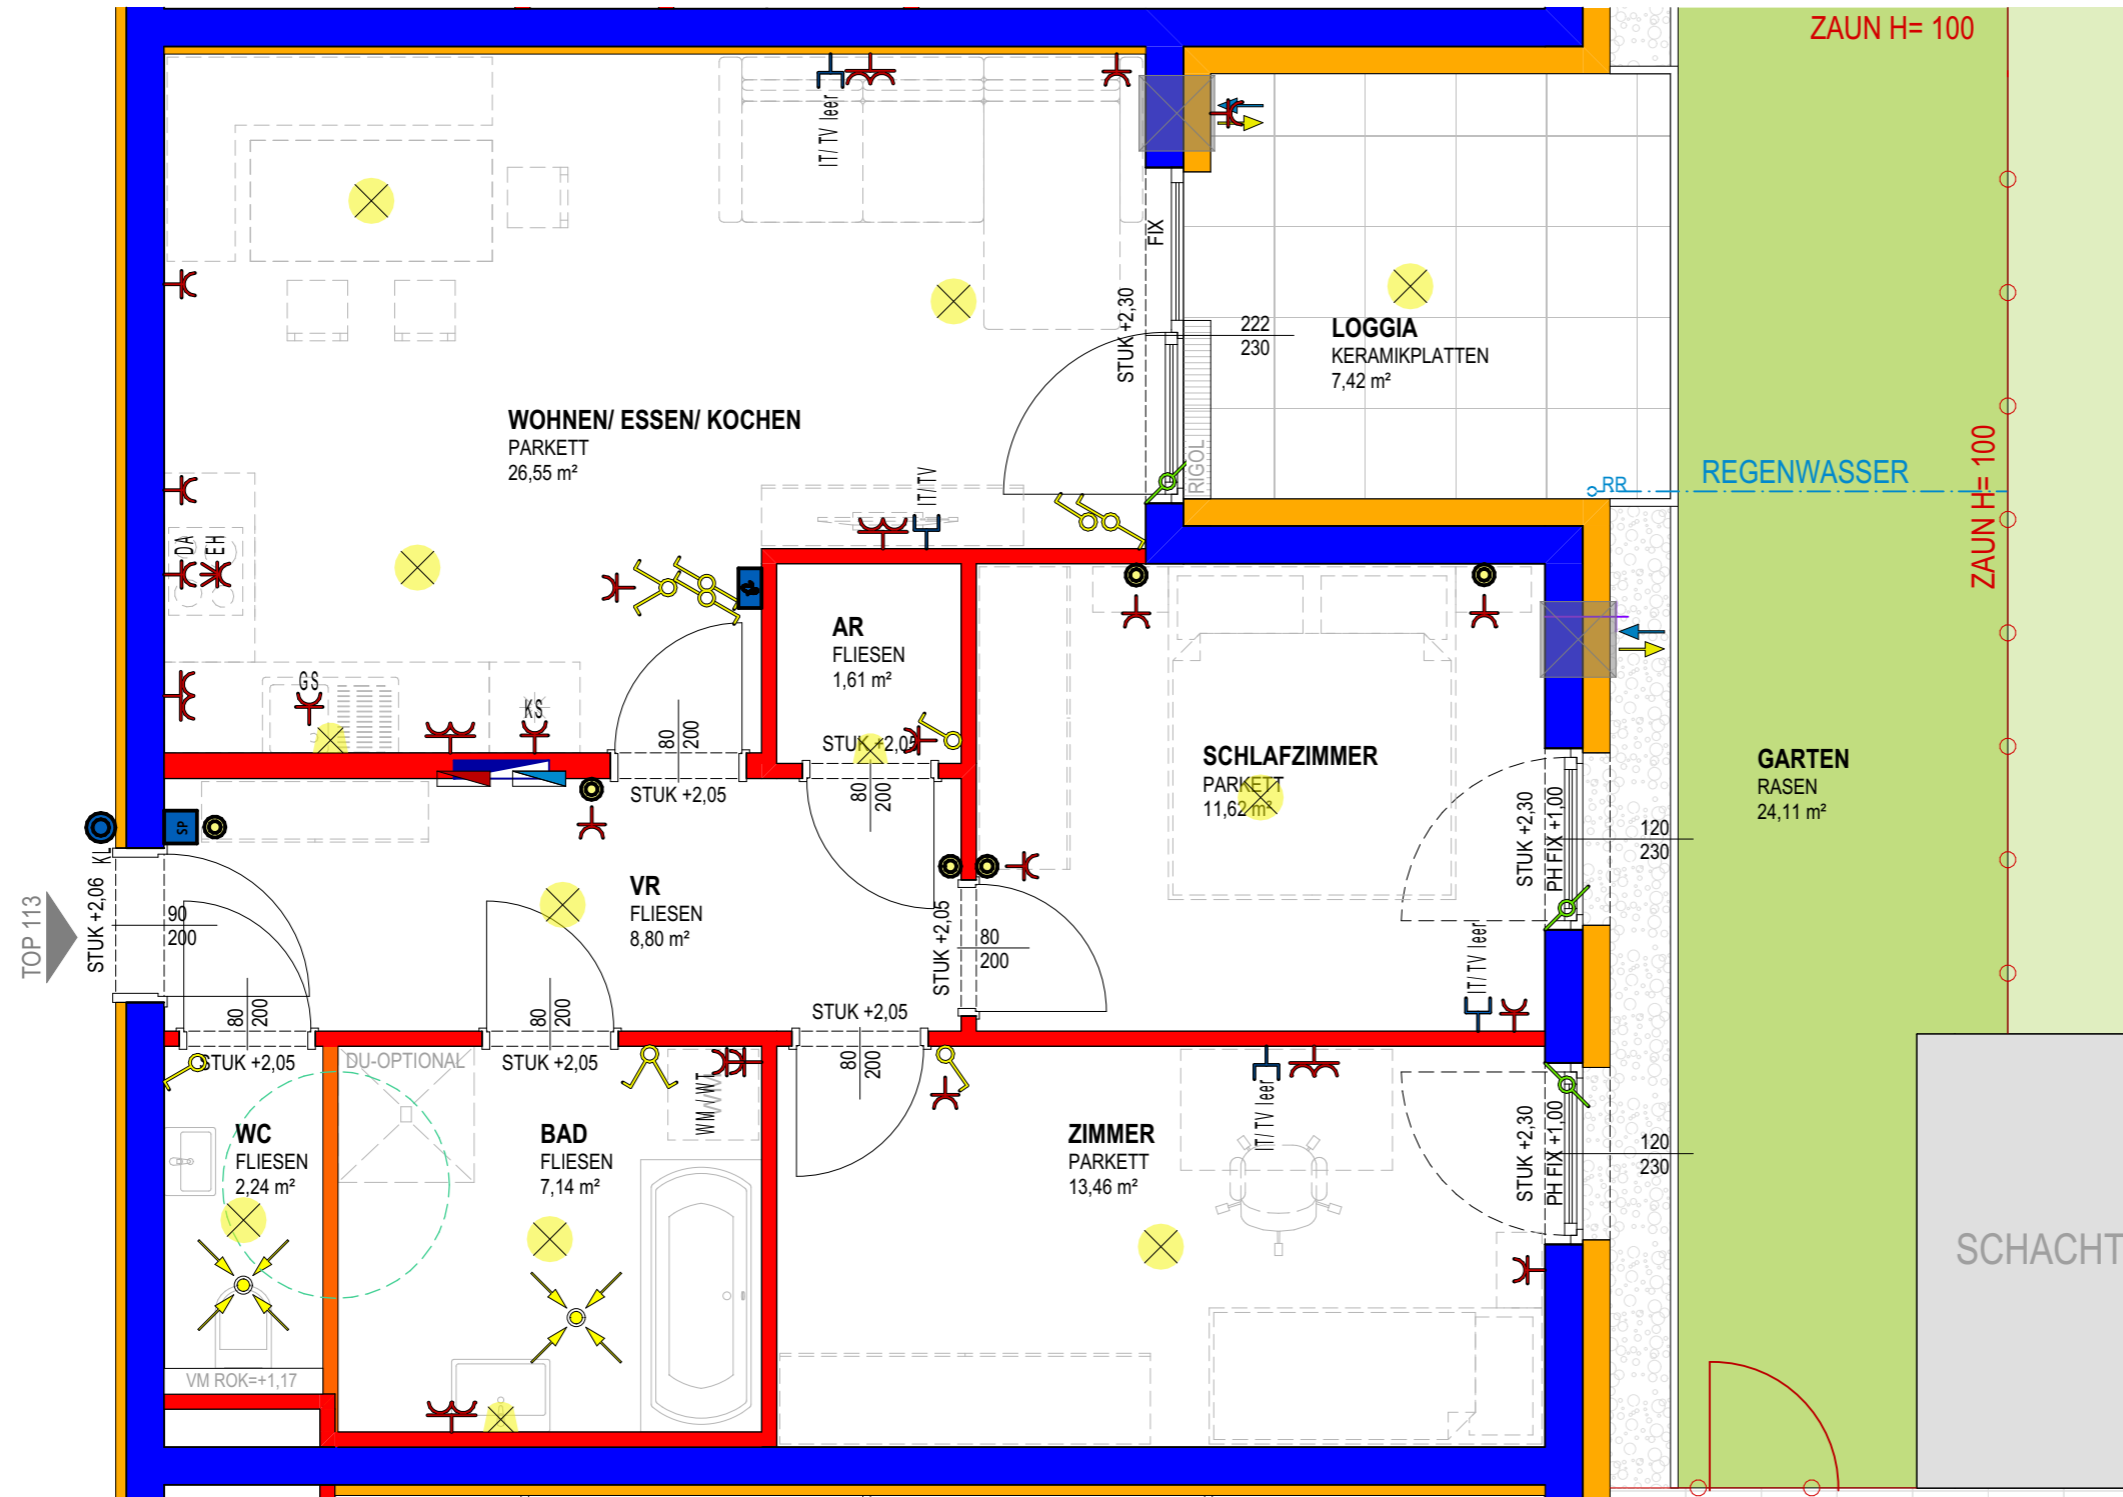 ZAUN H= 100
IT/TV leer
FIX
STUK +2,30
222
230
LOGGIA
KERAMIKPLATTEN
7,42 m²
WOHNEN/ ESSEN/ KOCHEN
PARKETT
26,55 m²
IT/TV
RIGOL
RR
REGENWASSER
ZAUN H= 100
DA
EH
AR
FLIESEN
1,61 m²
STUK +2,05
GS
KS
80
200
STUK +2,05
80
200
SCHLAFZIMMER
PARKETT
11,62 m²
STUK +2,30
PH FIX +1,00
120
230
GARTEN
RASEN
24,11 m²
SP
KL
TOP 113
STUK +2,06
90
200
VR
FLIESEN
8,80 m²
STUK +2,05
80
200
IT/TV leer
80
200
STUK +2,05
80
200
STUK +2,05
STUK +2,05
80
200
DU-OPTIONAL
WM/WT
IT/TV leer
WC
FLIESEN
2,24 m²
BAD
FLIESEN
7,14 m²
ZIMMER
PARKETT
13,46 m²
STUK +2,30
PH FIX +1,00
120
230
SCHACHT
VM ROK=+1,17